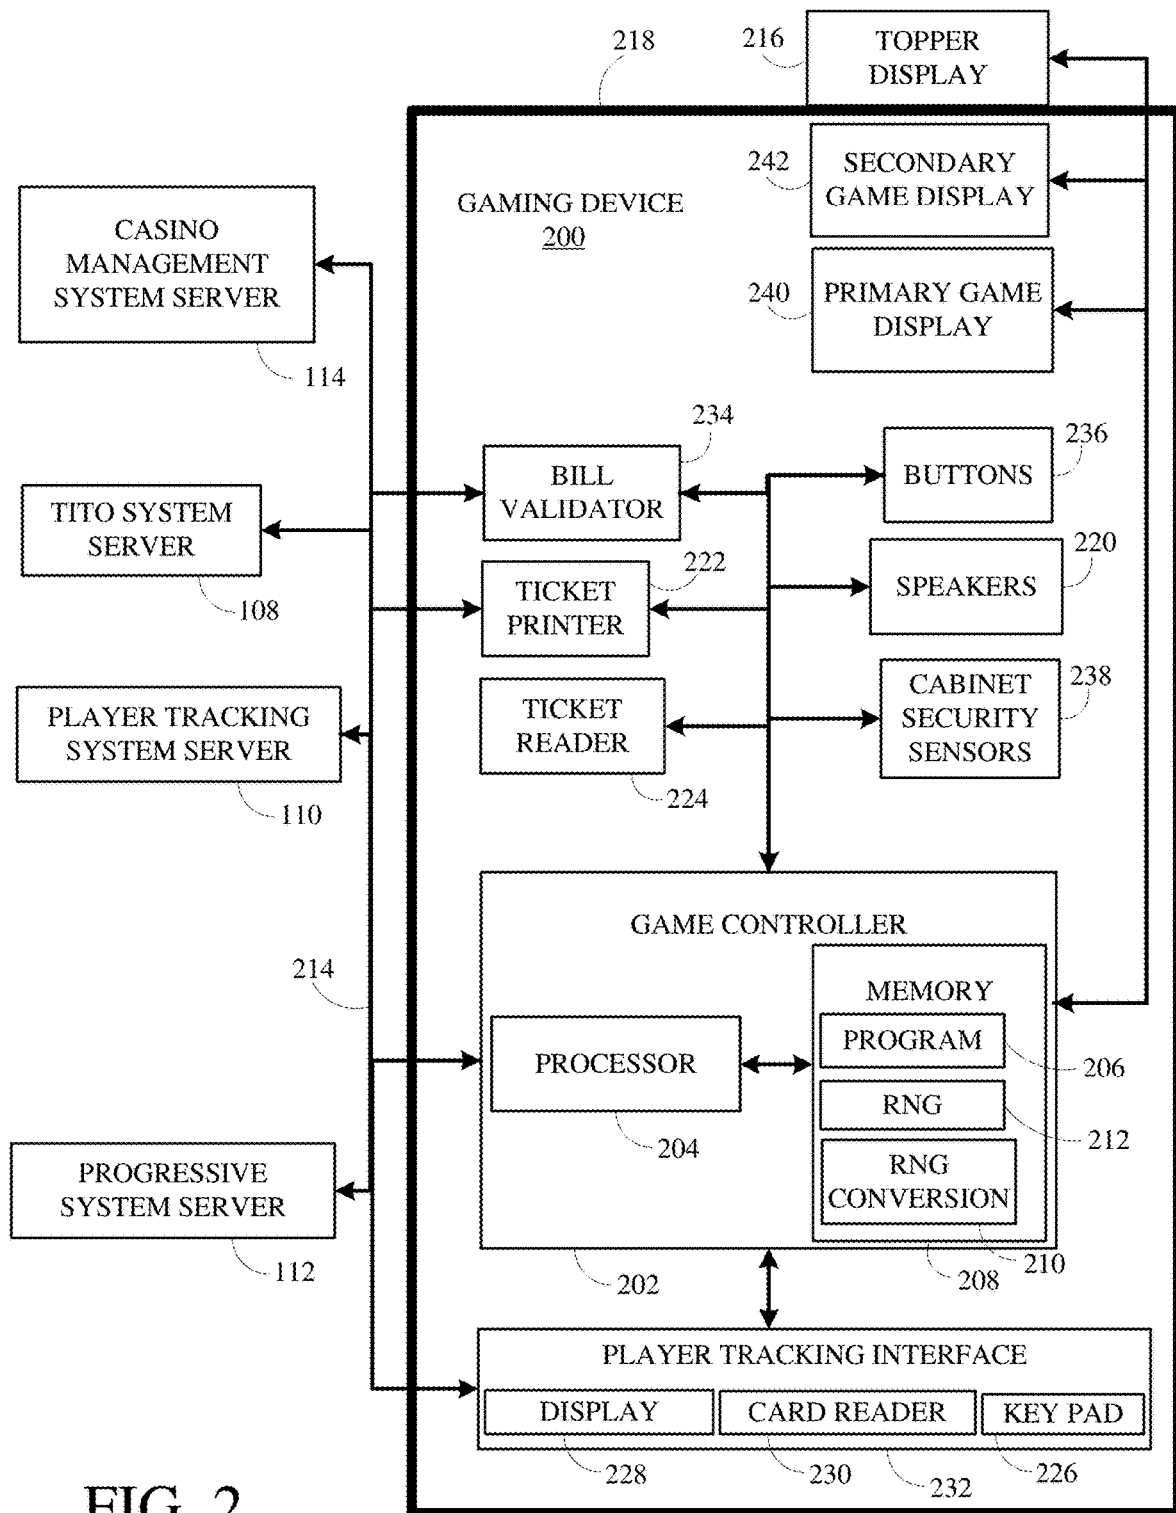 218
216
TOPPER
DISPLAY
242
SECONDARY
GAME DISPLAY
GAMING DEVICE
200
CASINO
MANAGEMENT
SYSTEM SERVER
114
240
PRIMARY GAME
DISPLAY
234
BILL
VALIDATOR
236
BUTTONS
TITO SYSTEM
SERVER
108
222
TICKET
PRINTER
220
SPEAKERS
PLAYER TRACKING
SYSTEM SERVER
110
TICKET
READER
224
CABINET
SECURITY
SENSORS
238
GAME CONTROLLER
214
MEMORY
PROCESSOR
204
PROGRAM
206
RNG
212
RNG
CONVERSION
210
208
202
PROGRESSIVE
SYSTEM SERVER
112
PLAYER TRACKING INTERFACE
DISPLAY
CARD READER
KEY PAD
228
230
232
226
FIG. 2